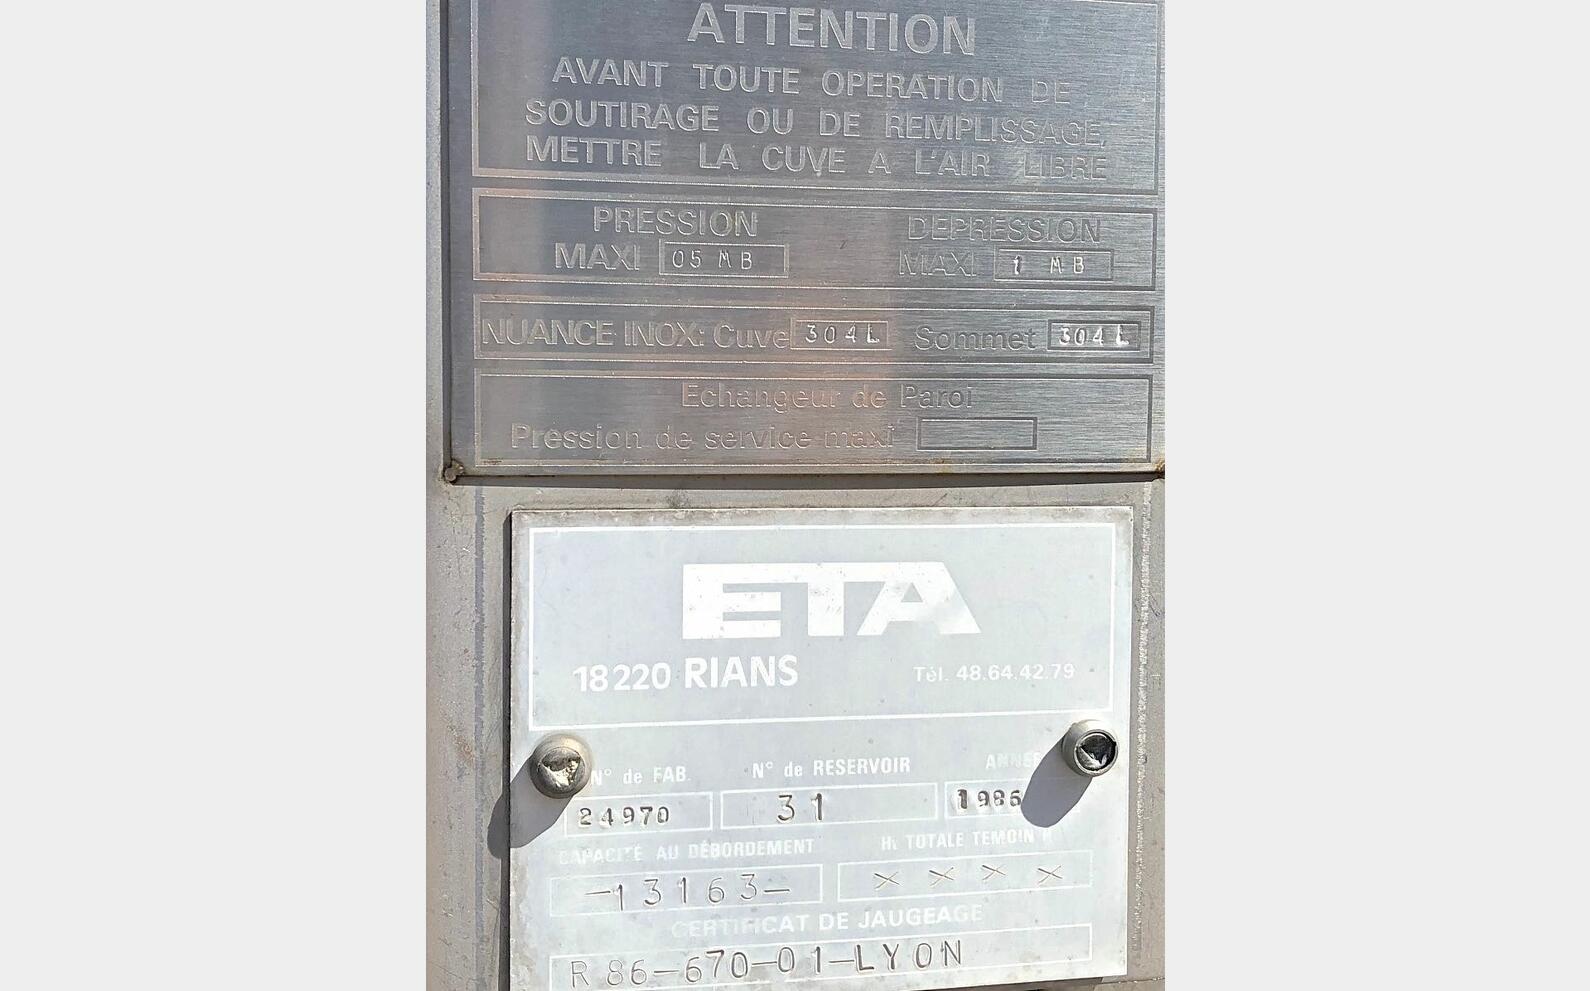 ATTENTION
AVANT TOUTE OPERATION DE
SOUTIRAGE OU DE REMPLISSAGE,
METTRE LA CUVE A L'AIR LIBRE
PRESSION DEPRESSION
MAXI 05 MB MAXI 1 MB
NUANCE INOX: Cuve 304L Sommet 304L
Echangeur de Paroi
Pression de service maxi
ETA
18220 RIANS Tél. 48.64.42.79
N° de FAB. N° de RESERVOIR ANNEE
24970 31 1986
CAPACITÉ AU DÉBORDEMENT Ht TOTALE TEMOIN
-13163- X X X X
CERTIFICAT DE JAUGEAGE
R 86-670-01-LYON